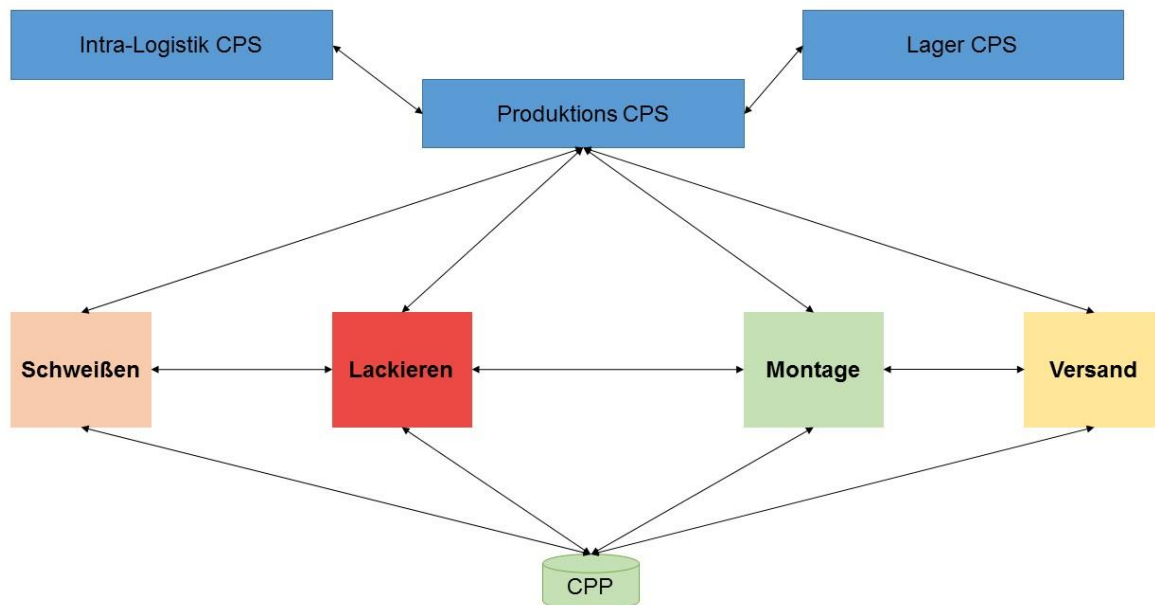 Intra-Logistik CPS
Lager CPS
Produktions CPS
Schweißen
Lackieren
Montage
Versand
CPP